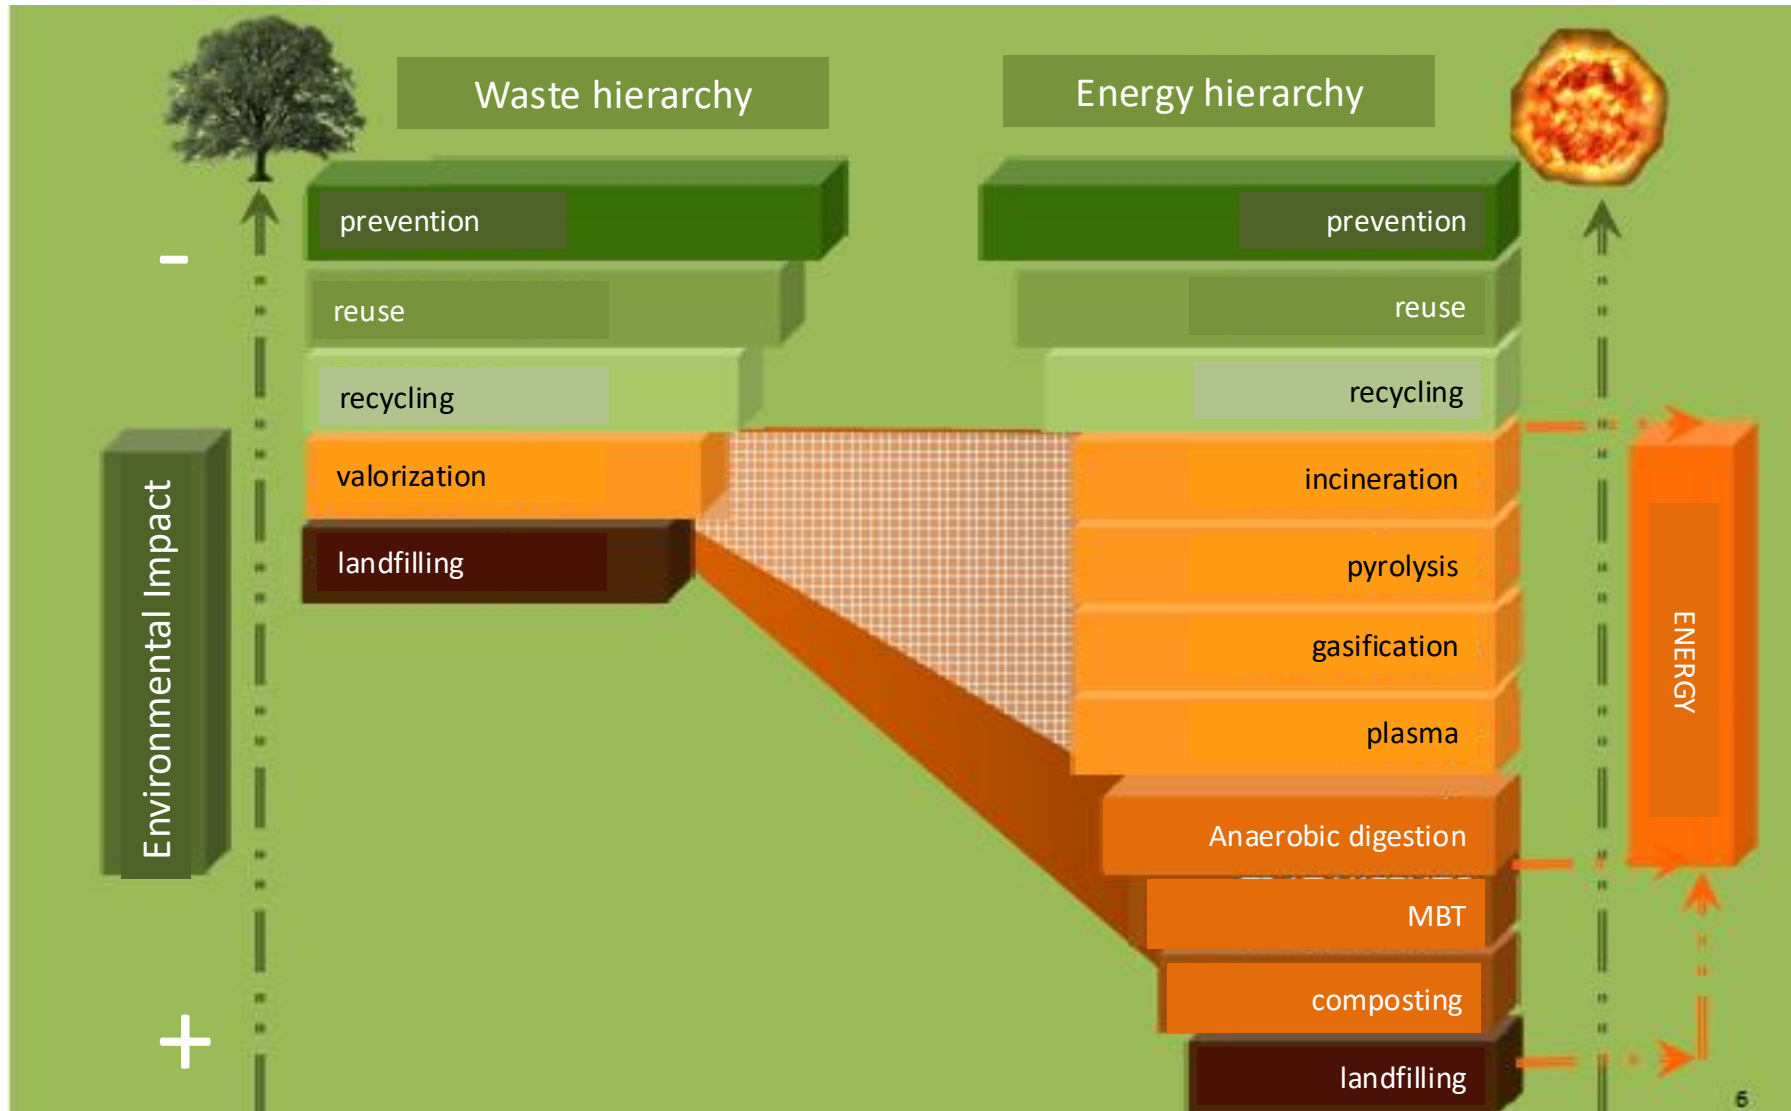 Waste hierarchy
Energy hierarchy
-
prevention
reuse
recycling
valorization
landfilling
Environmental Impact
+
prevention
reuse
recycling
incineration
pyrolysis
gasification
plasma
Anaerobic digestion
MBT
composting
landfilling
ENERGY